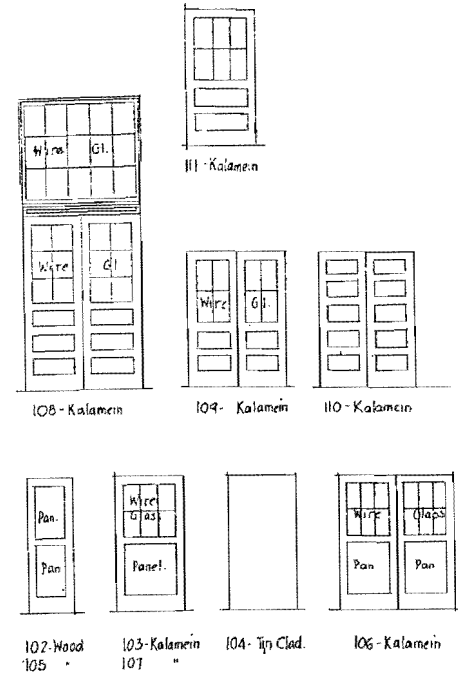 111-Kalamein
Wire Gl.
Wire Gl
Wire Gl.
108-Kalamein
109- Kalamein
110-Kalamein
Pan.
Pan
Wire
Glass
Panel.
Wire Glass
Pan Pan
102-Wood
105 "
103-Kalamein
107 "
104-Tin Clad.
106-Kalamein